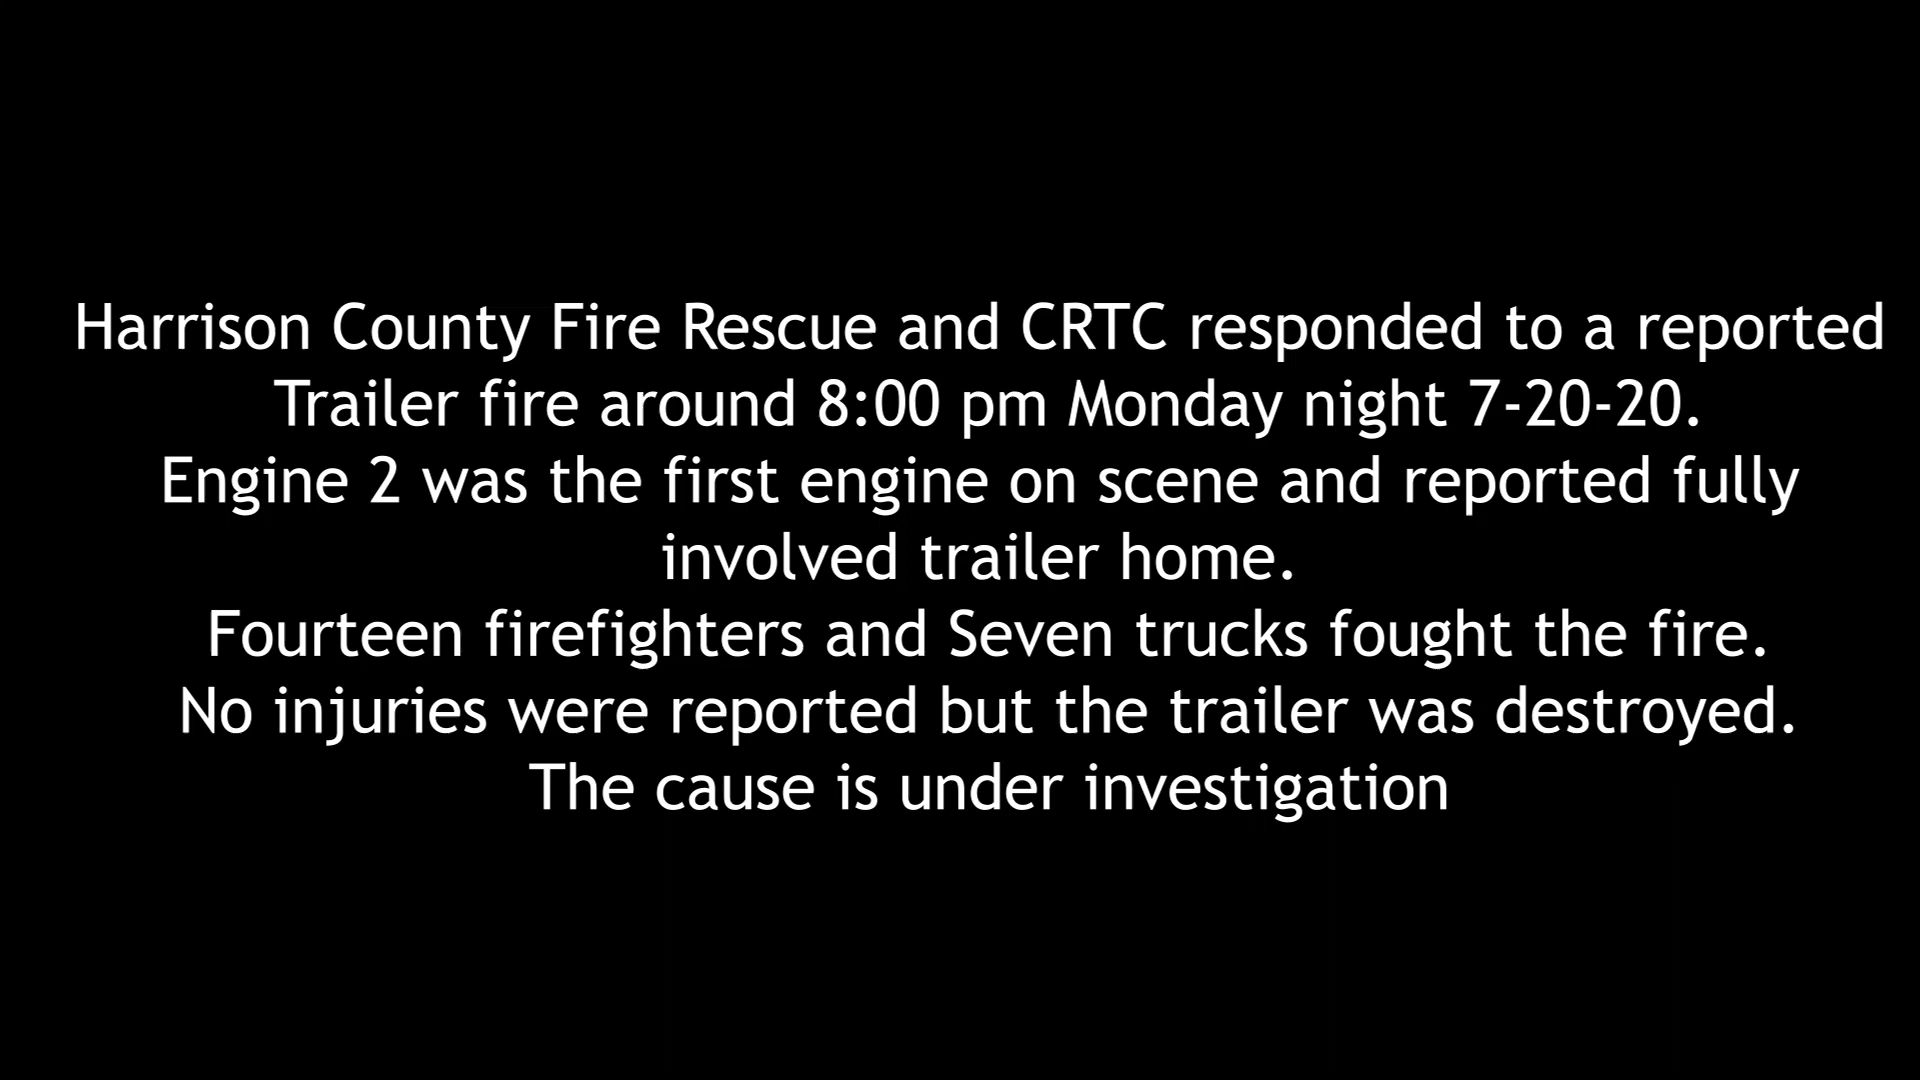 Harrison County Fire Rescue and CRTC responded to a reported
Trailer fire around 8:00 pm Monday night 7-20-20.
Engine 2 was the first engine on scene and reported fully
involved trailer home.
Fourteen firefighters and Seven trucks fought the fire.
No injuries were reported but the trailer was destroyed.
The cause is under investigation